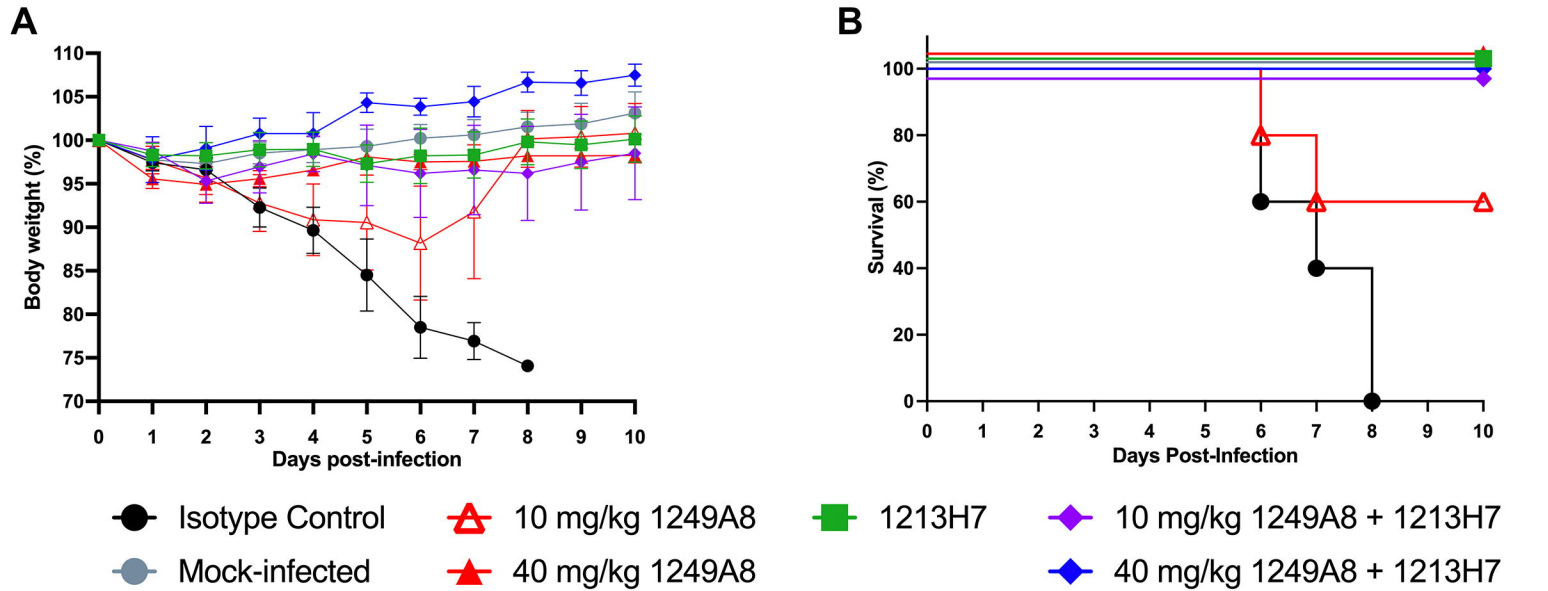 A
B
110
105
100
95
90
85
80
75
70
Body weitght (%)
0 1 2 3 4 5 6 7 8 9 10
Days post-infection
100
80
60
40
20
0
Survival (%)
0 1 2 3 4 5 6 7 8 9 10
Days Post-Infection
Isotype Control
10 mg/kg 1249A8
1213H7
10 mg/kg 1249A8 + 1213H7
Mock-infected
40 mg/kg 1249A8
40 mg/kg 1249A8 + 1213H7